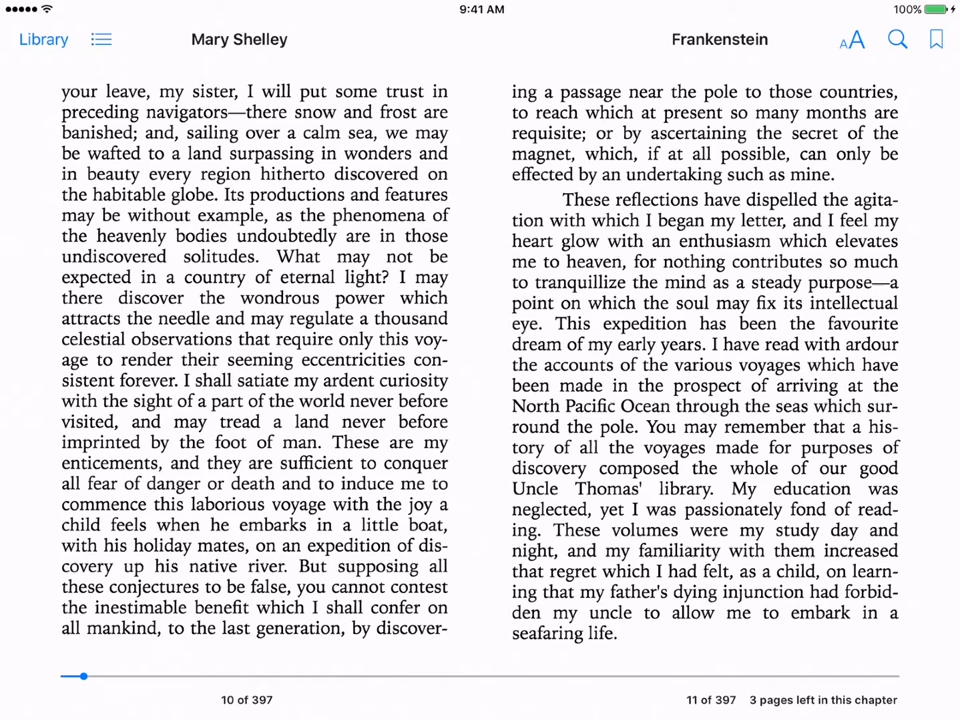 9:41 AM
100%
Library
Mary Shelley
Frankenstein
AA
your leave, my sister, I will put some trust in
preceding navigators—there snow and frost are
banished; and, sailing over a calm sea, we may
be wafted to a land surpassing in wonders and
in beauty every region hitherto discovered on
the habitable globe. Its productions and features
may be without example, as the phenomena of
the heavenly bodies undoubtedly are in those
undiscovered solitudes. What may not be
expected in a country of eternal light? I may
there discover the wondrous power which
attracts the needle and may regulate a thousand
celestial observations that require only this voy-
age to render their seeming eccentricities con-
sistent forever. I shall satiate my ardent curiosity
with the sight of a part of the world never before
visited, and may tread a land never before
imprinted by the foot of man. These are my
enticements, and they are sufficient to conquer
all fear of danger or death and to induce me to
commence this laborious voyage with the joy a
child feels when he embarks in a little boat,
with his holiday mates, on an expedition of dis-
covery up his native river. But supposing all
these conjectures to be false, you cannot contest
the inestimable benefit which I shall confer on
all mankind, to the last generation, by discover-
ing a passage near the pole to those countries,
to reach which at present so many months are
requisite; or by ascertaining the secret of the
magnet, which, if at all possible, can only be
effected by an undertaking such as mine.
These reflections have dispelled the agita-
tion with which I began my letter, and I feel my
heart glow with an enthusiasm which elevates
me to heaven, for nothing contributes so much
to tranquillize the mind as a steady purpose—a
point on which the soul may fix its intellectual
eye. This expedition has been the favourite
dream of my early years. I have read with ardour
the accounts of the various voyages which have
been made in the prospect of arriving at the
North Pacific Ocean through the seas which sur-
round the pole. You may remember that a his-
tory of all the voyages made for purposes of
discovery composed the whole of our good
Uncle Thomas' library. My education was
neglected, yet I was passionately fond of read-
ing. These volumes were my study day and
night, and my familiarity with them increased
that regret which I had felt, as a child, on learn-
ing that my father's dying injunction had forbid-
den my uncle to allow me to embark in a
seafaring life.
10 of 397
11 of 397
3 pages left in this chapter